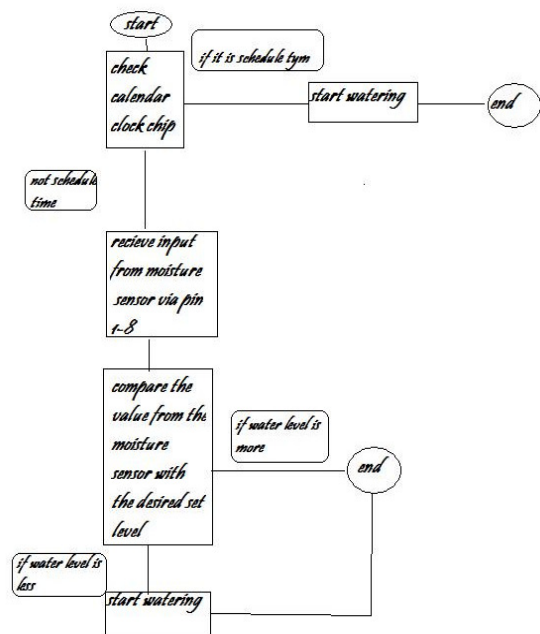 start
if it is schedule tym
check
calendar
clock chip
start watering
end
not schedule
time
recieve input
from moisture
sensor via pin
1-8
compare the
value from the
moisture
sensor with
the desired set
level
if water level is
more
end
if water level is
less
start watering